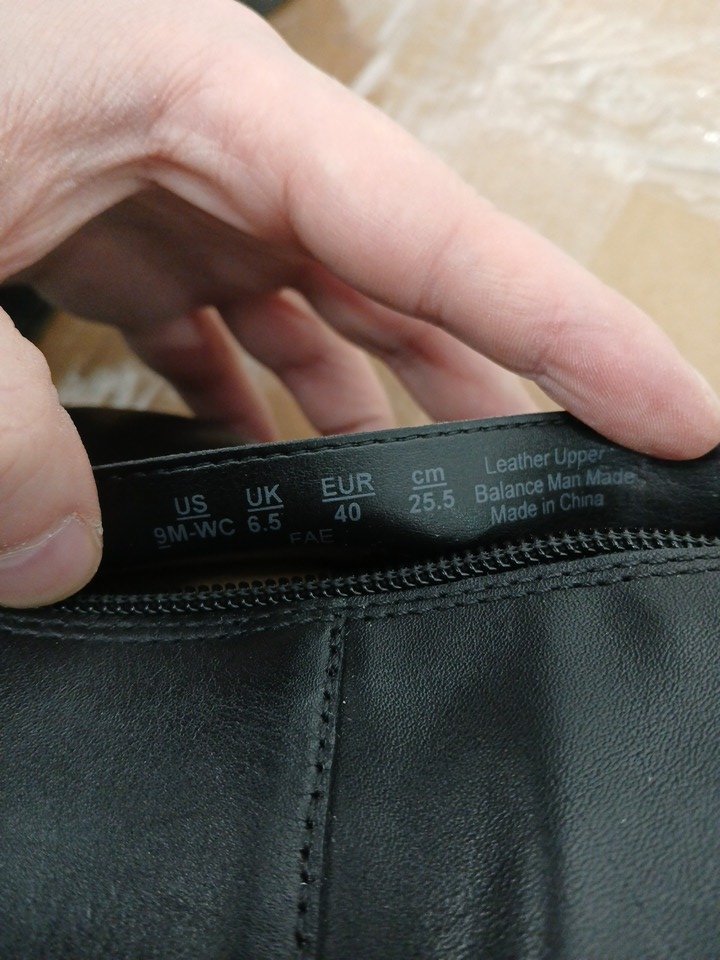 US UK EUR cm
9M-WC 6.5 40 25.5
FAE
Leather Upper
Balance Man Made
Made in China